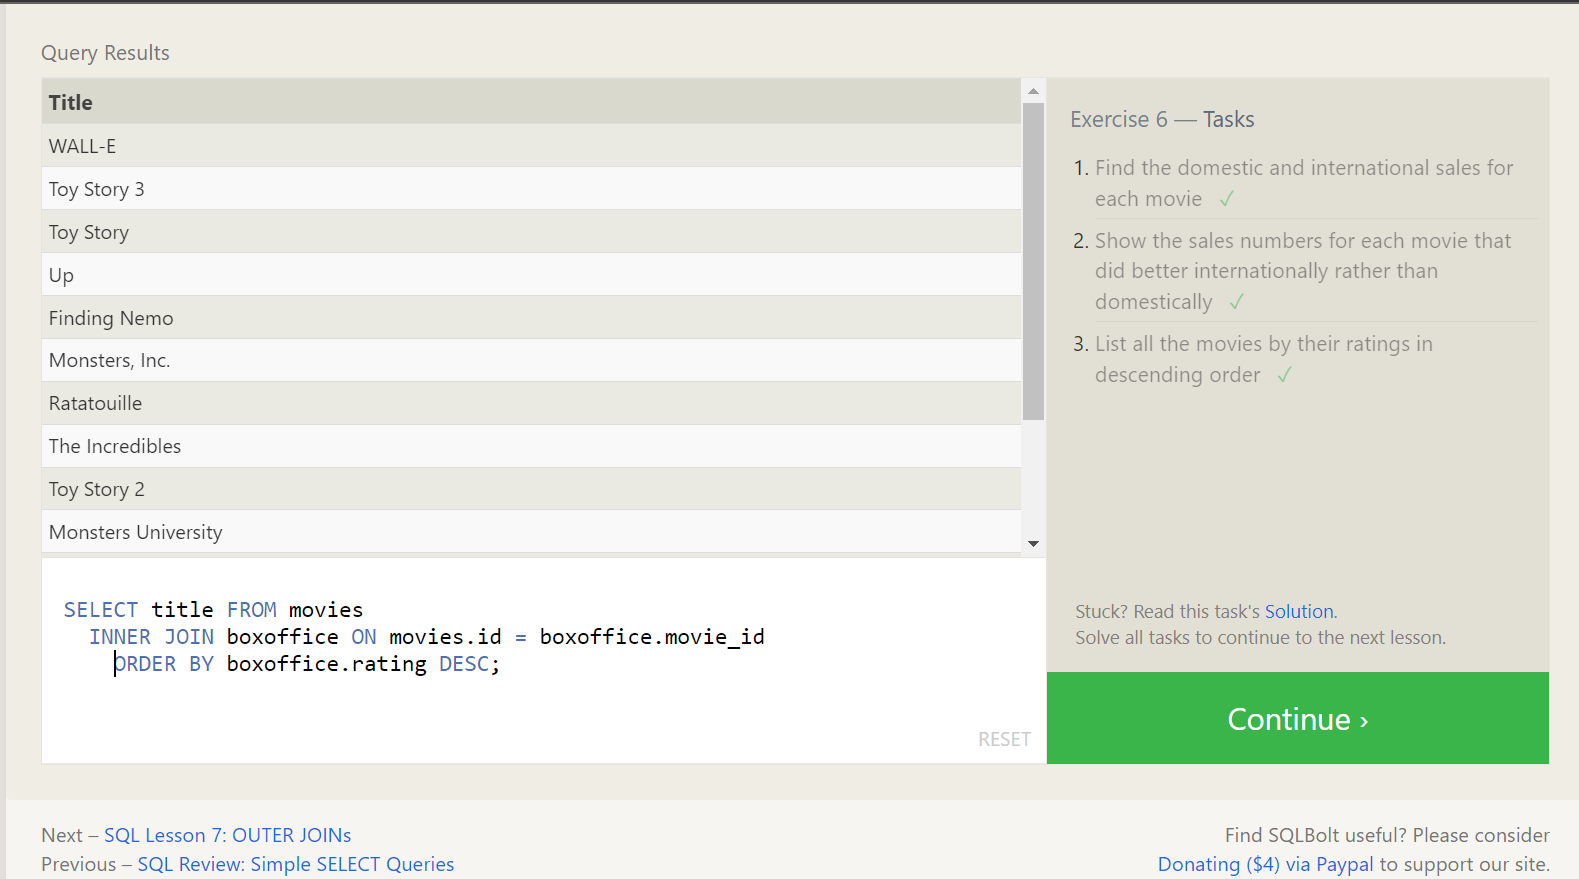 Query Results
Title
WALL-E
Toy Story 3
Toy Story
Up
Finding Nemo
Monsters, Inc.
Ratatouille
The Incredibles
Toy Story 2
Monsters University
SELECT title FROM movies
INNER JOIN boxoffice ON movies.id = boxoffice.movie_id
ORDER BY boxoffice.rating DESC;
RESET
Exercise 6 — Tasks
1. Find the domestic and international sales for
each movie ✓
2. Show the sales numbers for each movie that
did better internationally rather than
domestically ✓
3. List all the movies by their ratings in
descending order ✓
Stuck? Read this task's Solution.
Solve all tasks to continue to the next lesson.
Continue ›
Next – SQL Lesson 7: OUTER JOINs
Previous – SQL Review: Simple SELECT Queries
Find SQLBolt useful? Please consider
Donating ($4) via Paypal to support our site.